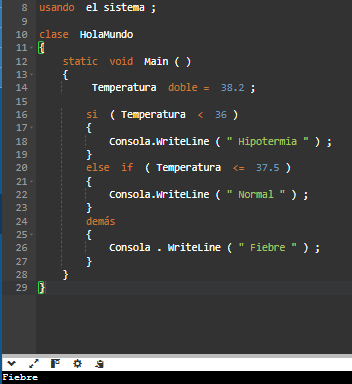 8 usando el sistema ;
9
10 clase HolaMundo
11 {
12 static void Main ( )
13 {
14 Temperatura doble = 38.2 ;
15
16 si ( Temperatura < 36 )
17 {
18 Consola.WriteLine ( " Hipotermia " ) ;
19 }
20 else if ( Temperatura <= 37.5 )
21 {
22 Consola.WriteLine ( " Normal " ) ;
23 }
24 demás
25 {
26 Consola . WriteLine ( " Fiebre " ) ;
27 }
28 }
29 }
Fiebre